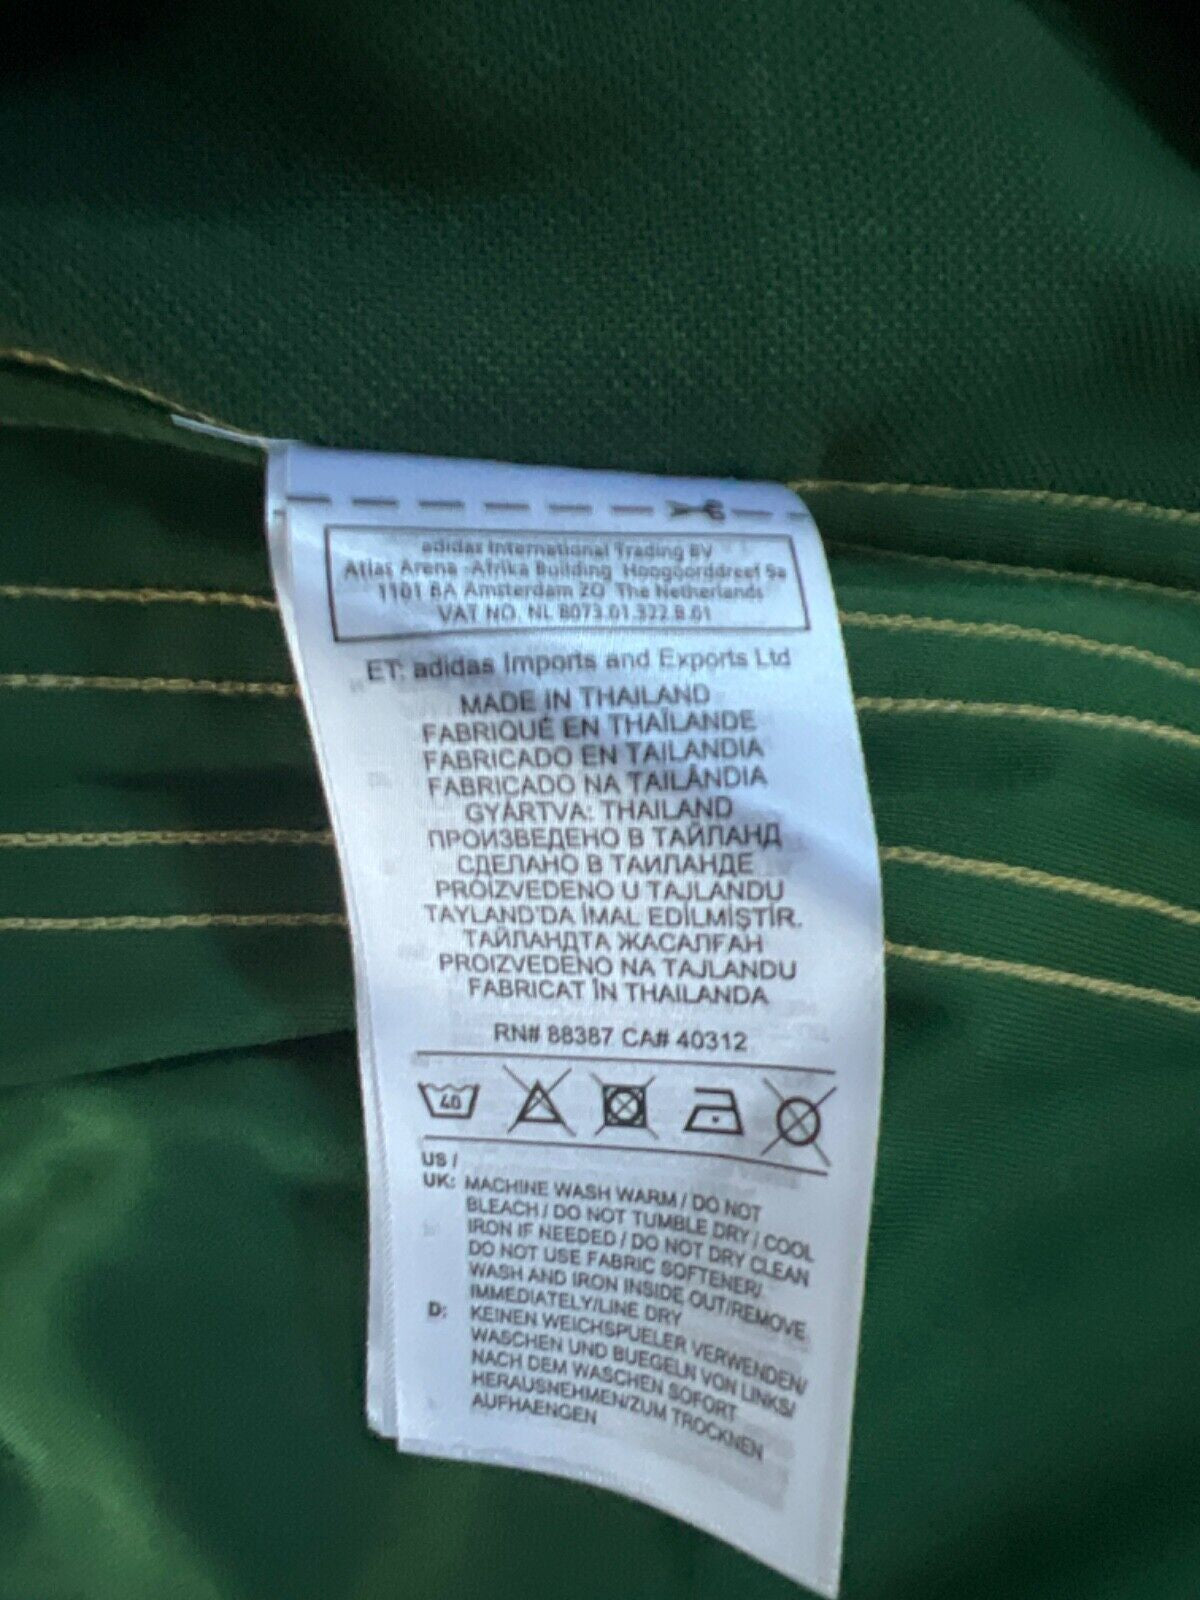 adidas International Trading BV
Atlas Arena -Afrika Building Hoogoorddreef 9a
1101 BA Amsterdam ZO The Netherlands
VAT NO. NL 8073.01.322.B.01
ET: adidas Imports and Exports Ltd
MADE IN THAILAND
FABRIQUÉ EN THAÏLANDE
FABRICADO EN TAILANDIA
FABRICADO NA TAILÂNDIA
GYÁRTVA: THAILAND
ПРОИЗВЕДЕНО В ТАЙЛАНД
СДЕЛАНО В ТАИЛАНДЕ
PROIZVEDENO U TAJLANDU
TAYLAND'DA İMAL EDİLMİŞTİR.
ТАЙЛАНДТА ЖАСАЛҒАН
PROIZVEDENO NA TAJLANDU
FABRICAT ÎN THAILANDA
RN# 88387 CA# 40312
40
US /
UK: MACHINE WASH WARM / DO NOT
BLEACH / DO NOT TUMBLE DRY / COOL
IRON IF NEEDED / DO NOT DRY CLEAN
DO NOT USE FABRIC SOFTENER/
WASH AND IRON INSIDE OUT/REMOVE
IMMEDIATELY/LINE DRY
D: KEINEN WEICHSPUELER VERWENDEN/
WASCHEN UND BUEGELN VON LINKS/
NACH DEM WASCHEN SOFORT
HERAUSNEHMEN/ZUM TROCKNEN
AUFHAENGEN